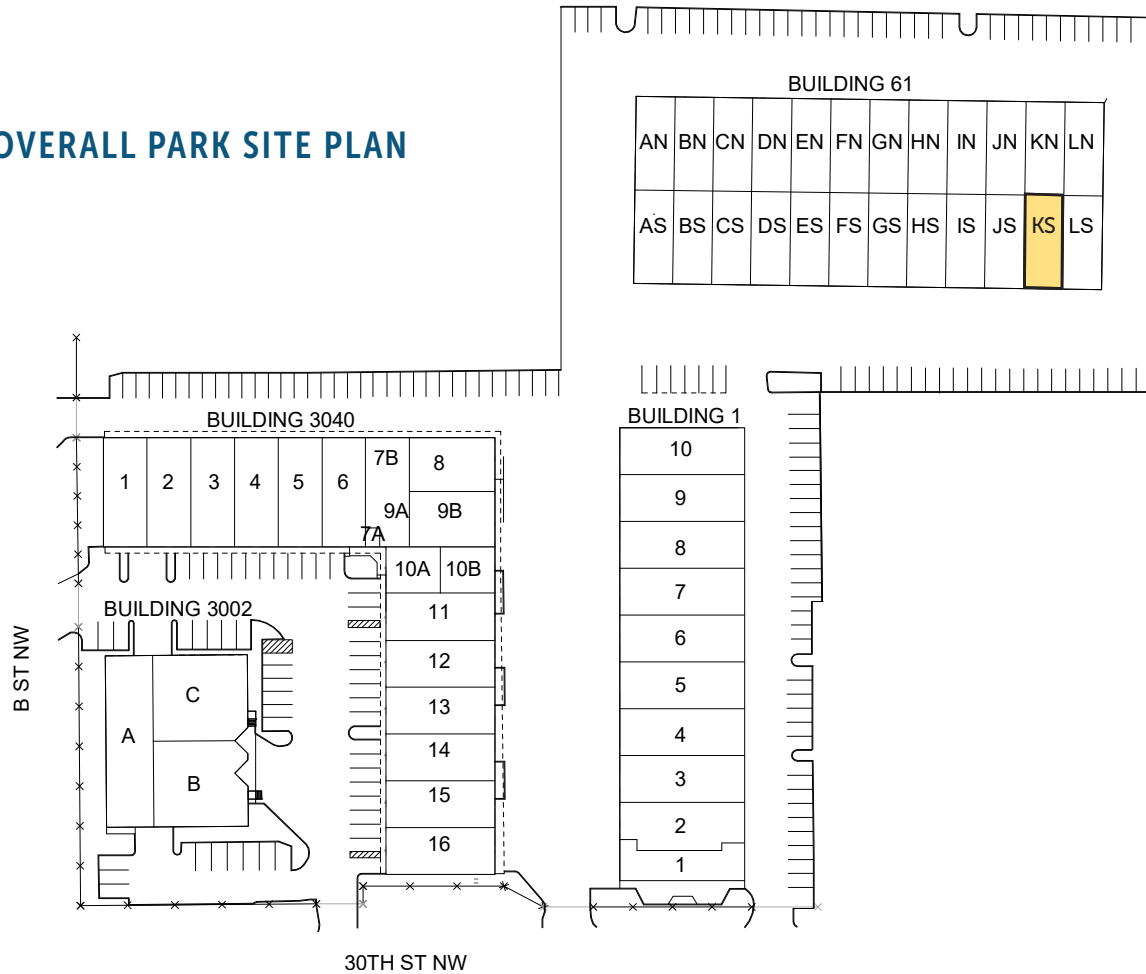 BUILDING 61
OVERALL PARK SITE PLAN
AN BN CN DN EN FN GN HN IN JN KN LN
AS BS CS DS ES FS GS HS IS JS KS LS
BUILDING 3040
1 2 3 4 5 6 7B 8
9A 9B
7A
10A 10B
11
12
13
14
15
16
BUILDING 1
10
9
8
7
6
5
4
3
2
1
BUILDING 3002
A
C
B
B ST NW
30TH ST NW